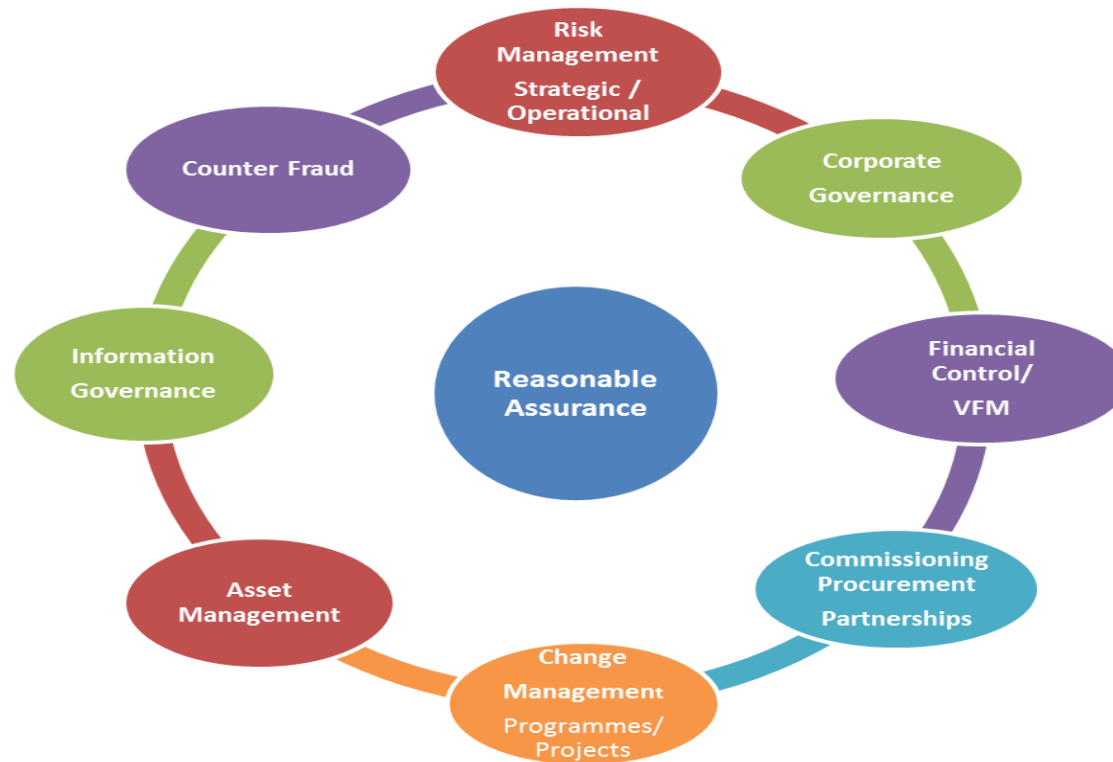 Risk
Management
Strategic /
Operational
Corporate
Governance
Financial
Control/
VFM
Commissioning
Procurement
Partnerships
Change
Management
Programmes/
Projects
Asset
Management
Information
Governance
Counter Fraud
Reasonable
Assurance